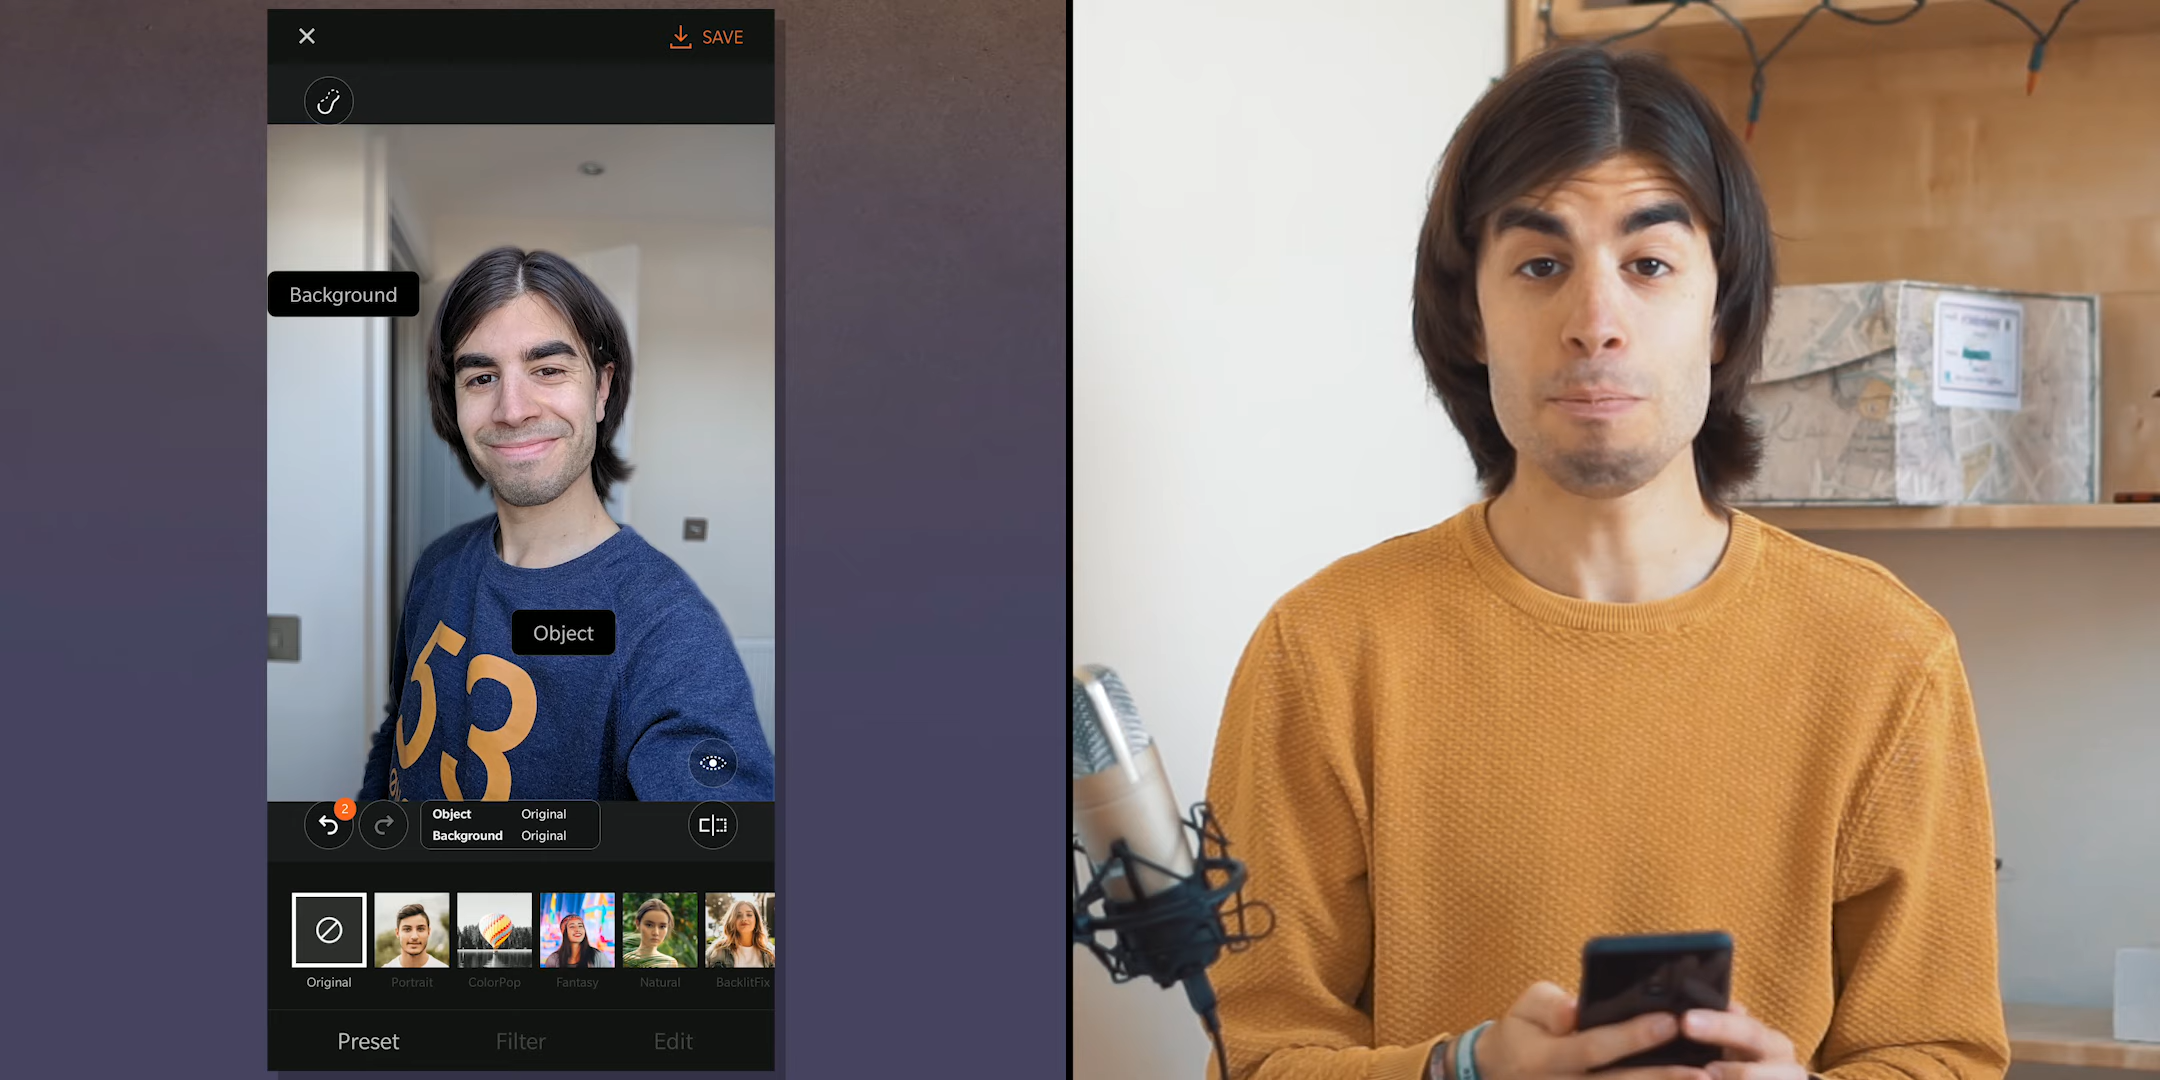 SAVE
Background
Object
53
2
Object Original
Background Original
Original
Portrait
ColorPop
Fantasy
Natural
BacklitFix
Preset
Filter
Edit